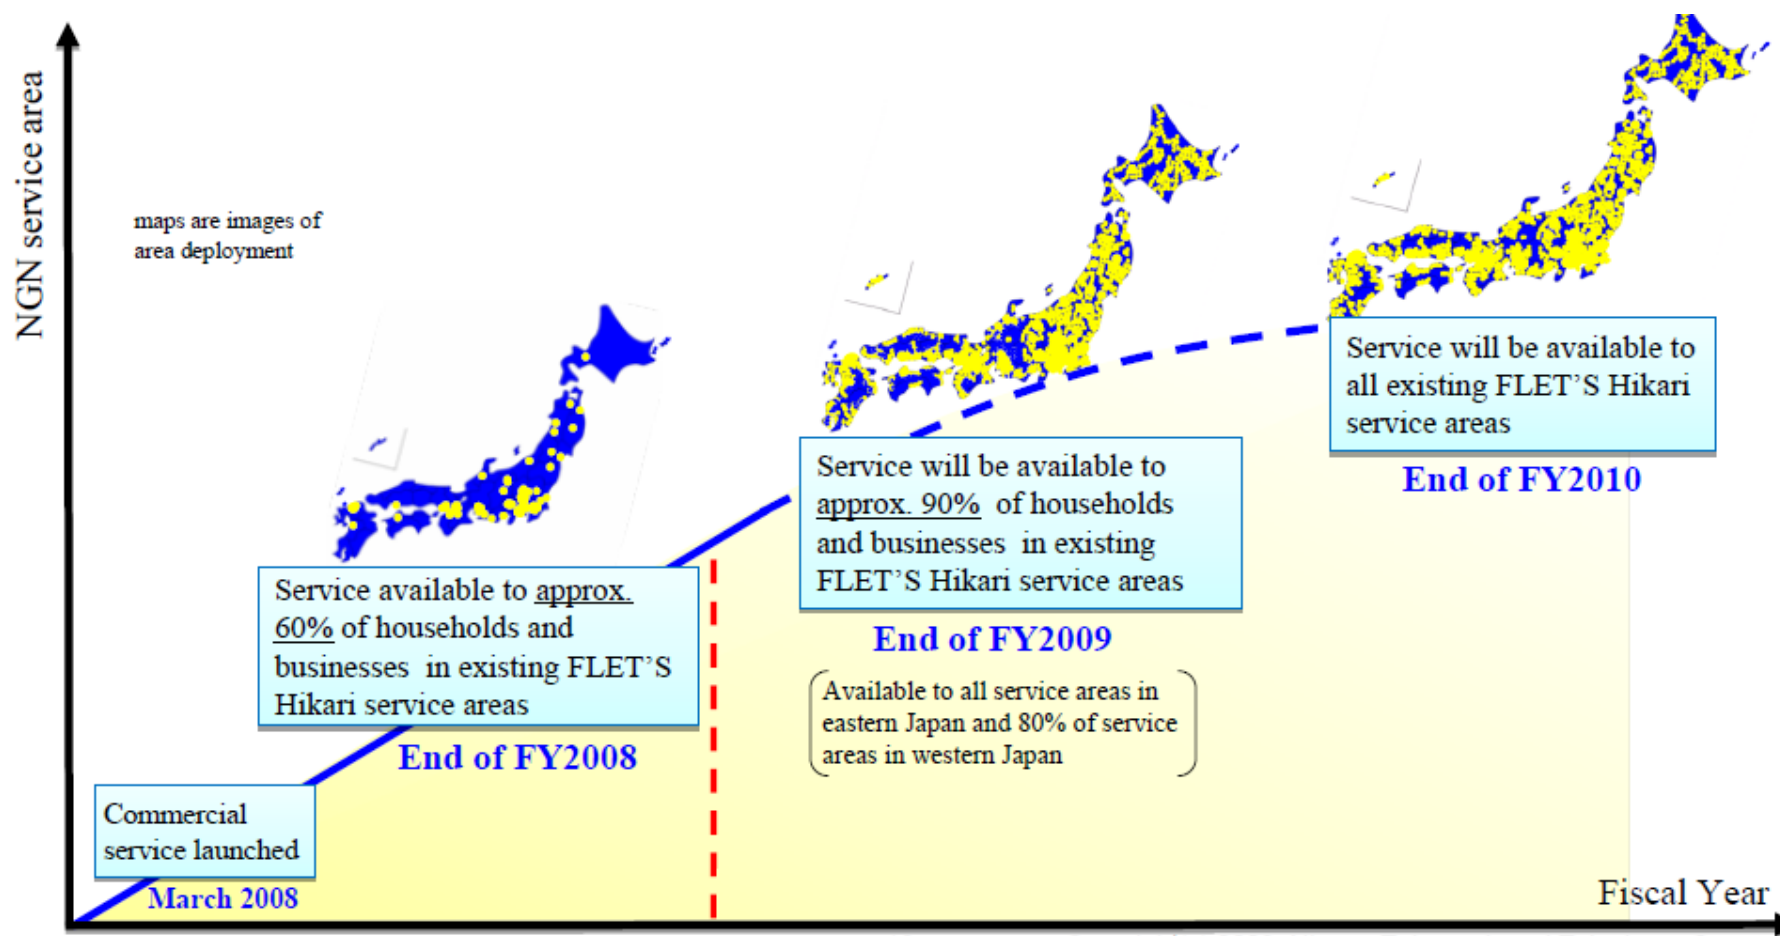 NGN service area
maps are images of
area deployment
Service will be available to
all existing FLET’S Hikari
service areas
End of FY2010
Service will be available to
approx. 90% of households
and businesses in existing
FLET’S Hikari service areas
End of FY2009
Available to all service areas in
eastern Japan and 80% of service
areas in western Japan
Service available to approx.
60% of households and
businesses in existing FLET’S
Hikari service areas
End of FY2008
Commercial
service launched
March 2008
Fiscal Year